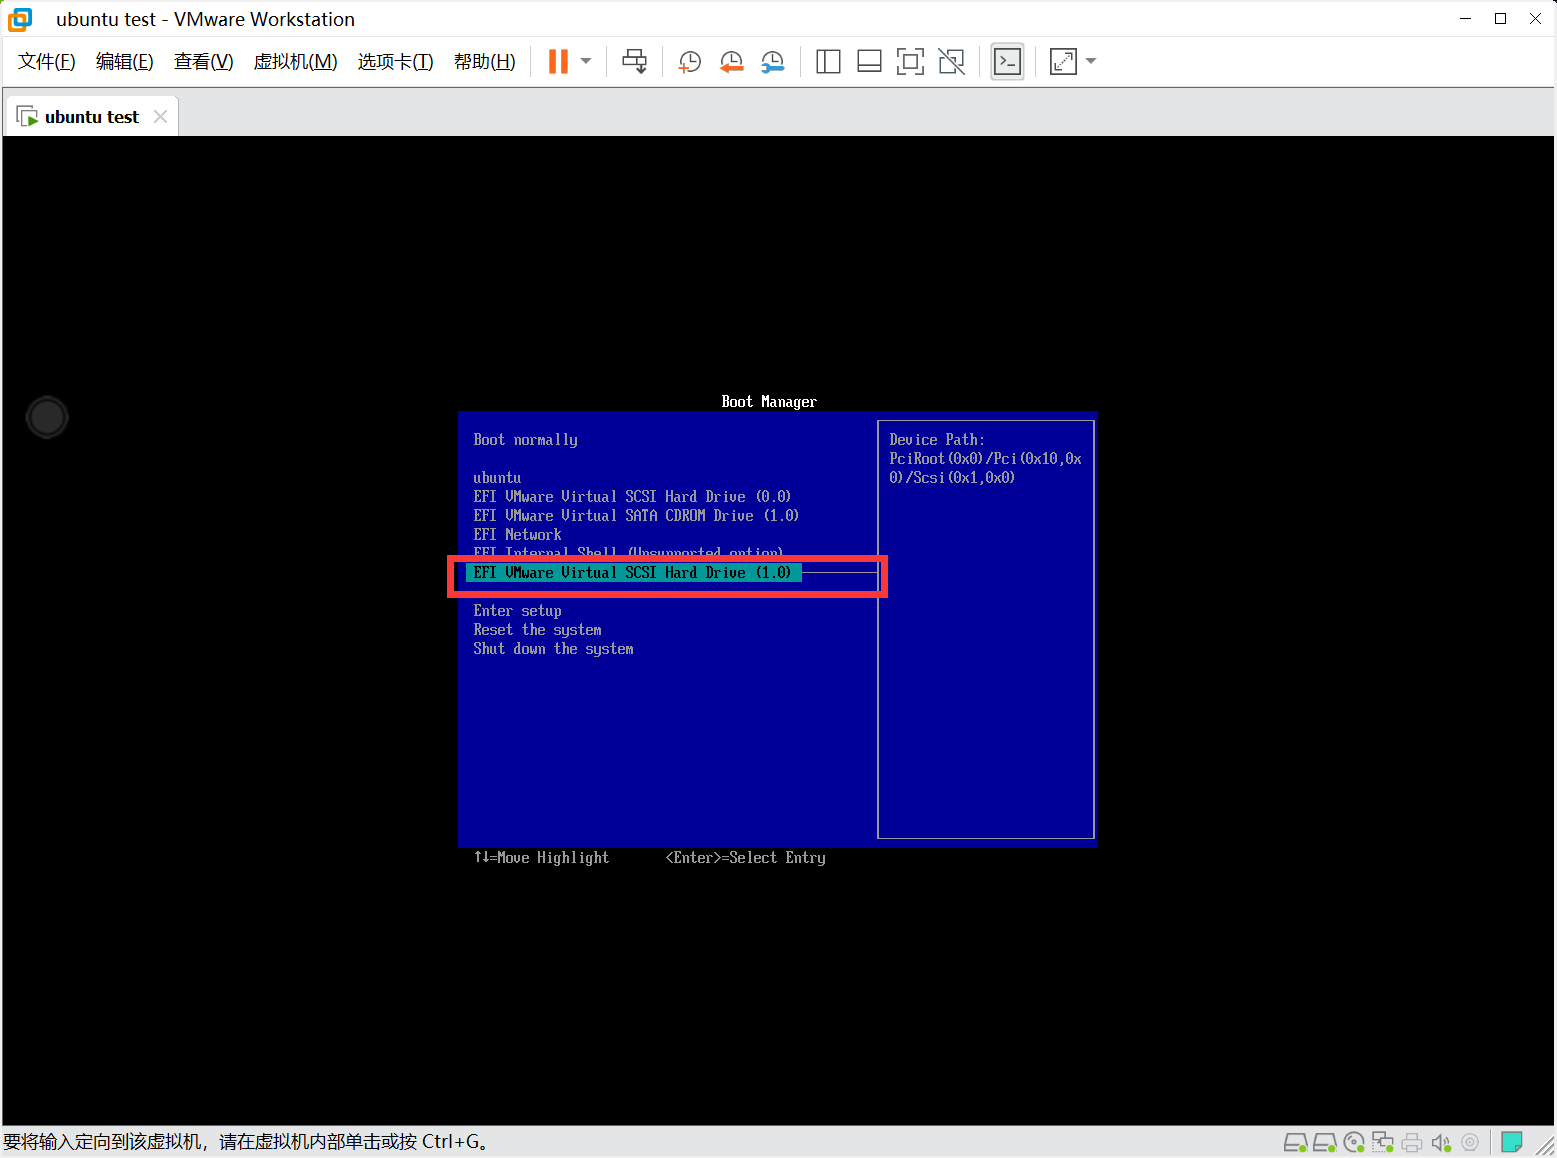 ubuntu test - VMware Workstation
文件(F) 编辑(E) 查看(V) 虚拟机(M) 选项卡(T) 帮助(H)
ubuntu test
Boot Manager
Boot normally
ubuntu
EFI VMware Virtual SCSI Hard Drive (0.0)
EFI VMware Virtual SATA CDROM Drive (1.0)
EFI Network
EFI Internal Shell (Unsupported option)
EFI VMware Virtual SCSI Hard Drive (1.0)
Enter setup
Reset the system
Shut down the system
Device Path:
PciRoot(0x0)/Pci(0x10,0x
0)/Scsi(0x1,0x0)
↑↓=Move Highlight <Enter>=Select Entry
要将输入定向到该虚拟机，请在虚拟机内部单击或按 Ctrl+G。